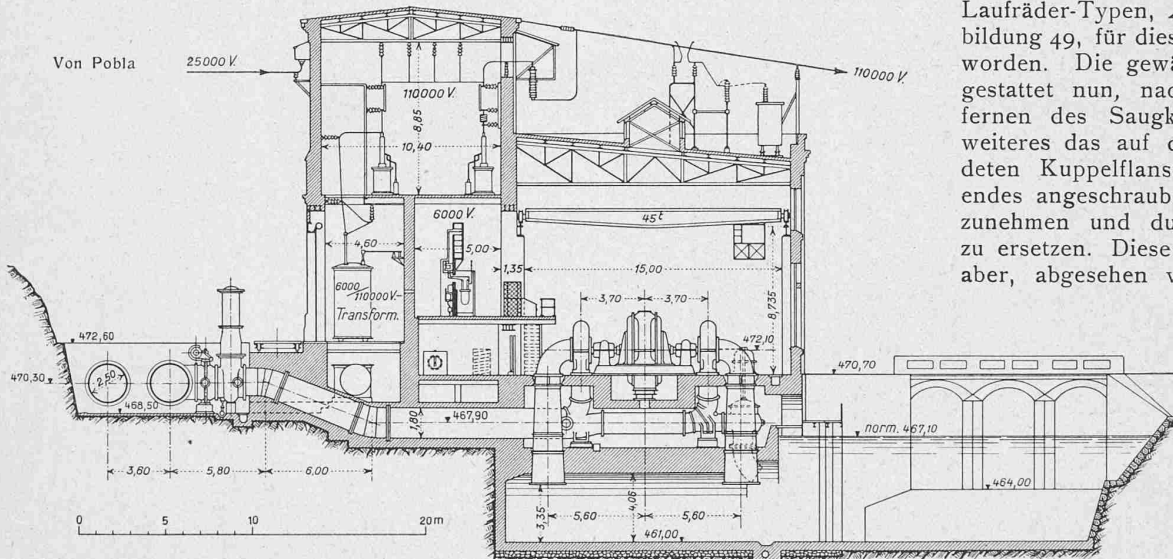 Laufräder-Typen,
bildung 49, für dies
worden. Die gewä
gestattet nun, nac
fernen des Saugk
weiteres das auf d
deten Kuppelflans
endes angeschraub
zunehmen und du
zu ersetzen. Diese
aber, abgesehen v
Von Pobla
25000 V.
110000 V.
110000 V.
8,85
10,40
6000 V.
45t
4,60
5,00
1,35
15,00
6000
110000V.
Transform.
3,70
3,70
8,735
472,60
472,10
470,70
470,30
2,50
468,50
1,80
467,90
norm. 467,10
3,60
5,80
6,00
464,00
3,35
4,05
5,60
5,60
461,00
0 5 10 20 m